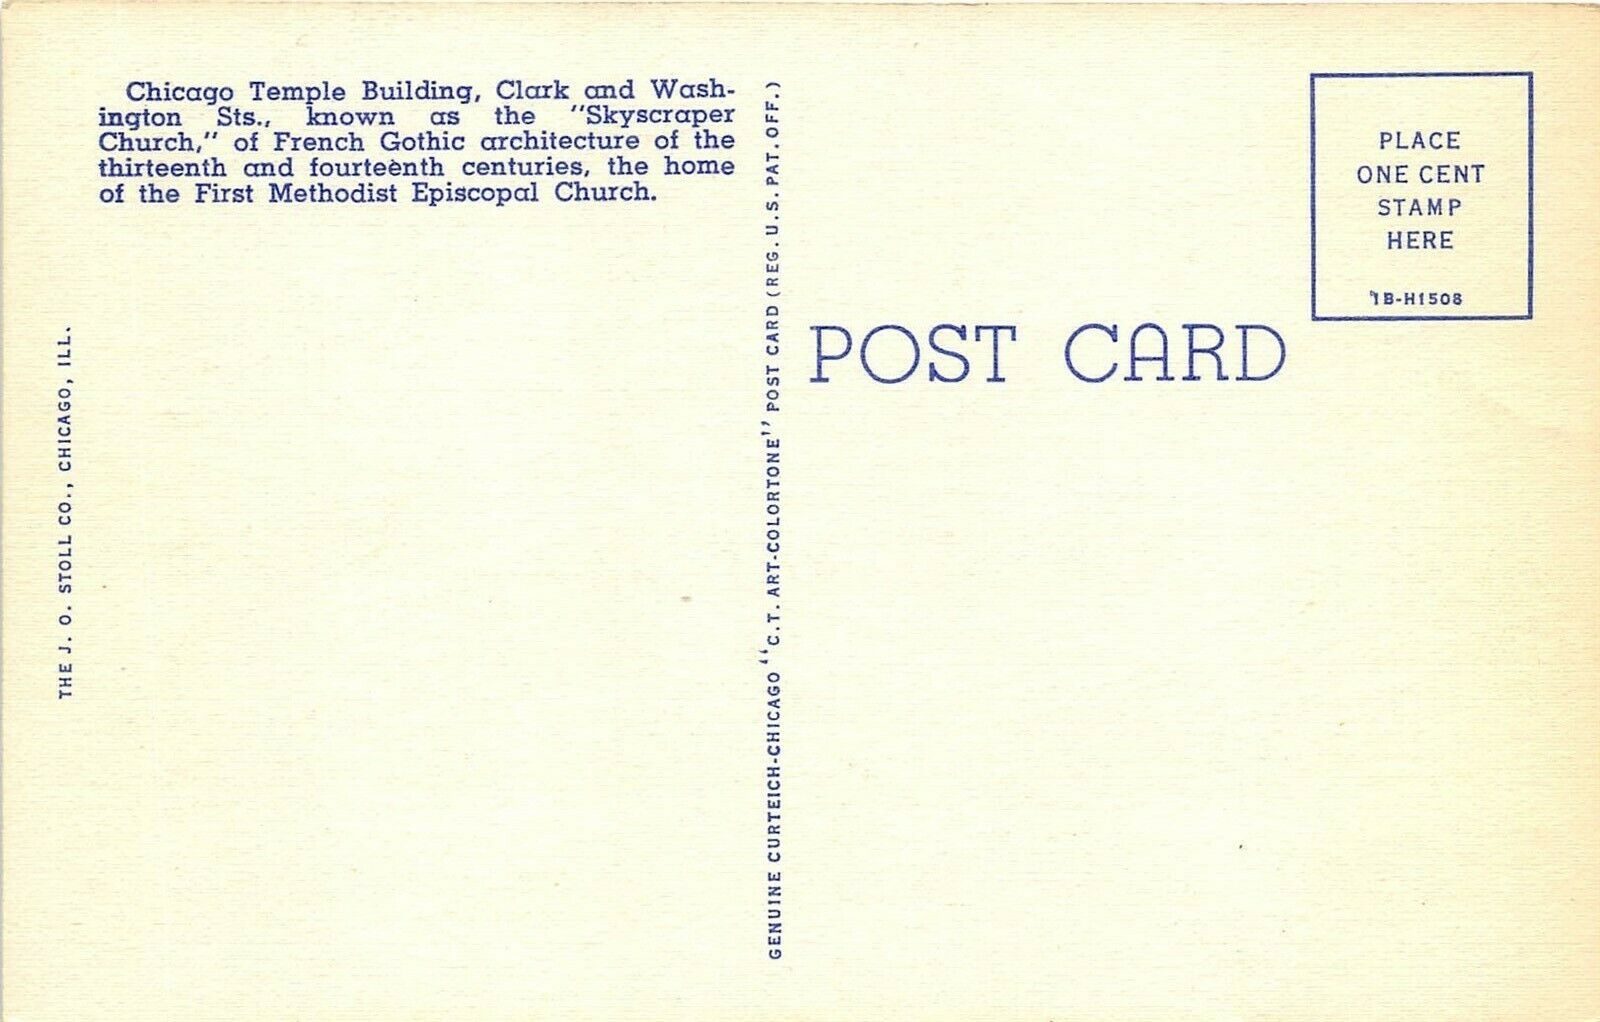 Chicago Temple Building, Clark and Wash-
ington Sts., known as the "Skyscraper
Church," of French Gothic architecture of the
thirteenth and fourteenth centuries, the home
of the First Methodist Episcopal Church.
THE J. O. STOLL CO., CHICAGO, ILL.
GENUINE CURTEICH-CHICAGO "C.T. ART-COLORTONE" POST CARD (REG. U.S. PAT. OFF.)
POST CARD
PLACE
ONE CENT
STAMP
HERE
1B-H1508